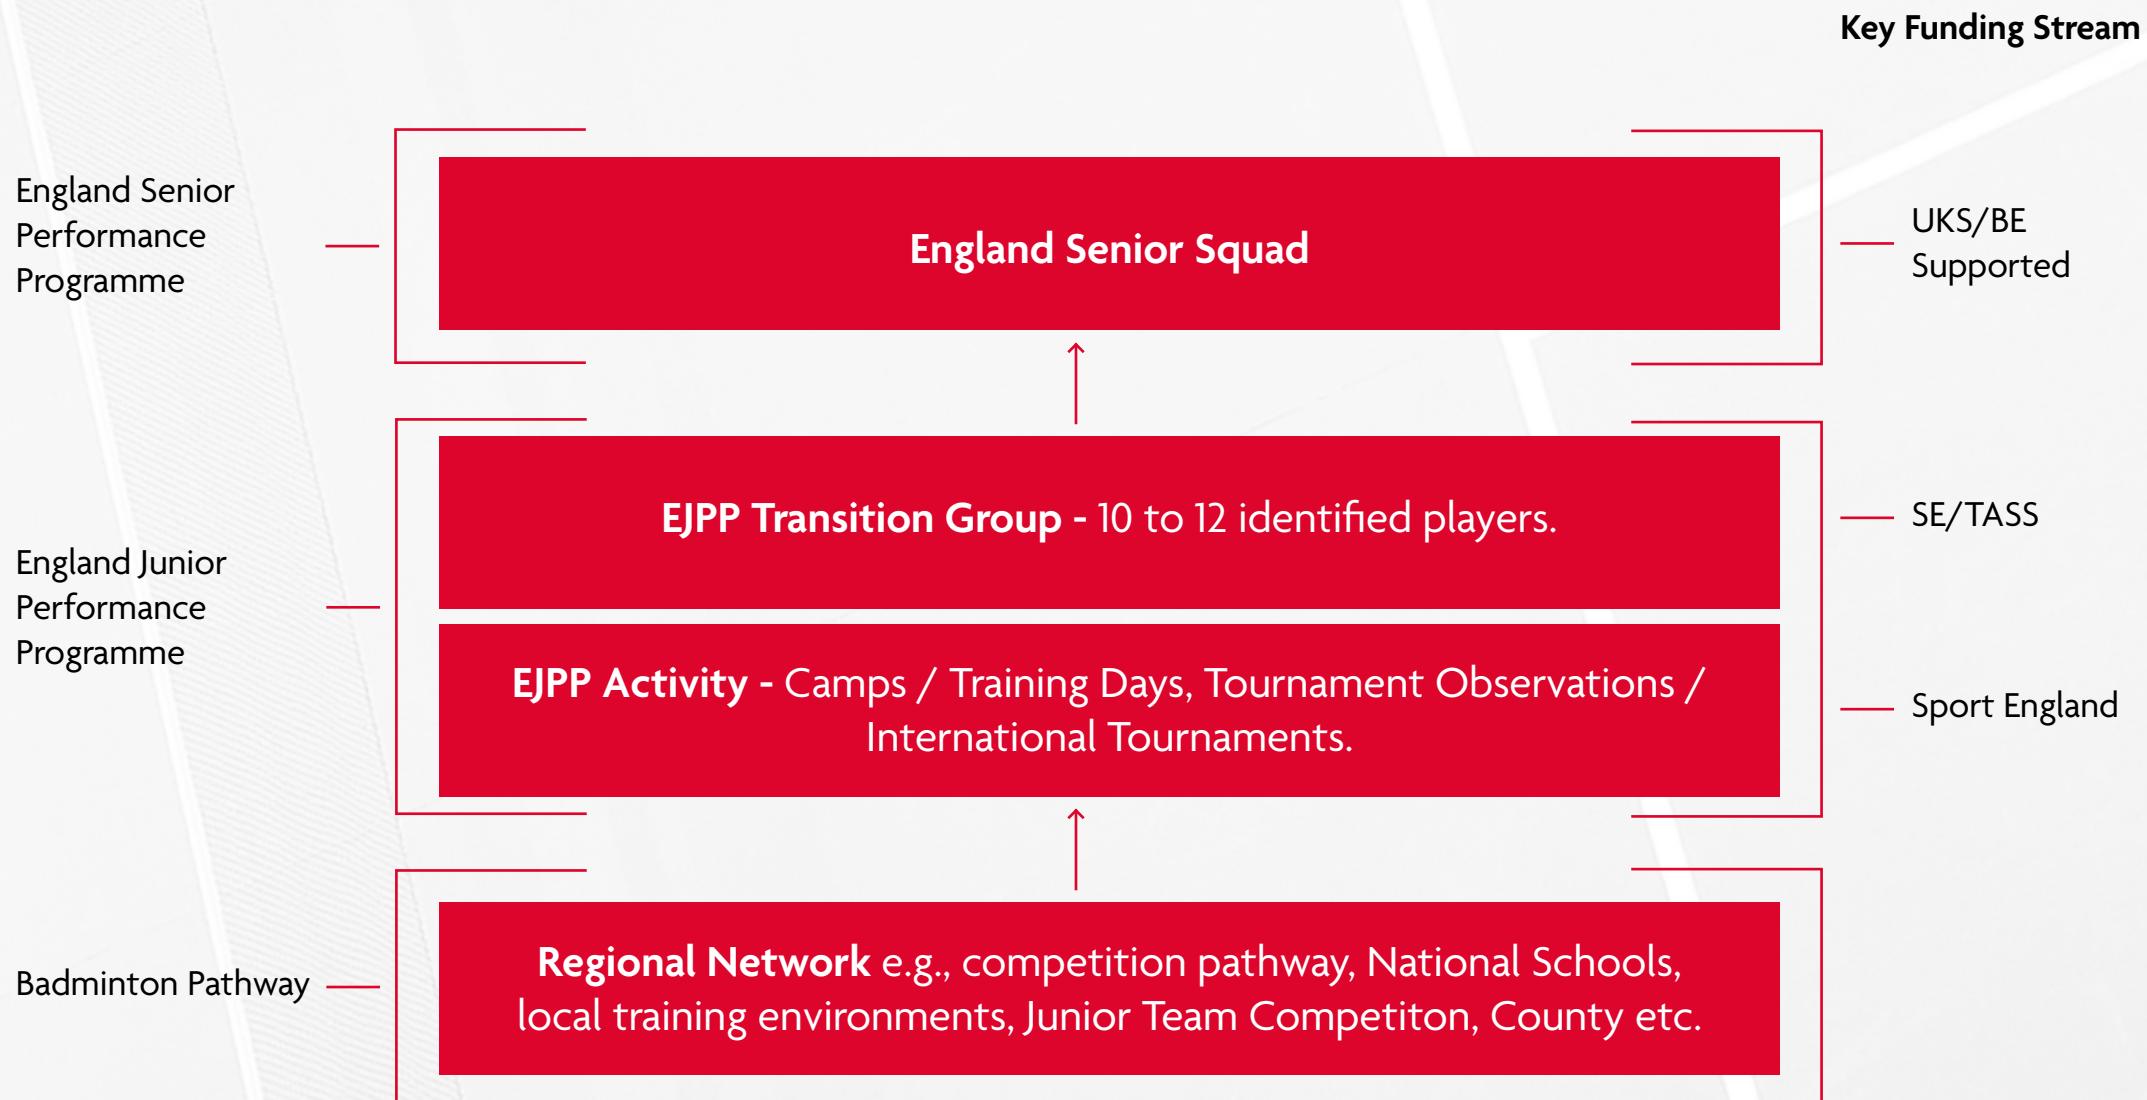 Key Funding Stream
England Senior
Performance
Programme
England Senior Squad
UKS/BE
Supported
England Junior
Performance
Programme
EJPP Transition Group - 10 to 12 identified players.
SE/TASS
EJPP Activity - Camps / Training Days, Tournament Observations /
International Tournaments.
Sport England
Badminton Pathway
Regional Network e.g., competition pathway, National Schools,
local training environments, Junior Team Competiton, County etc.